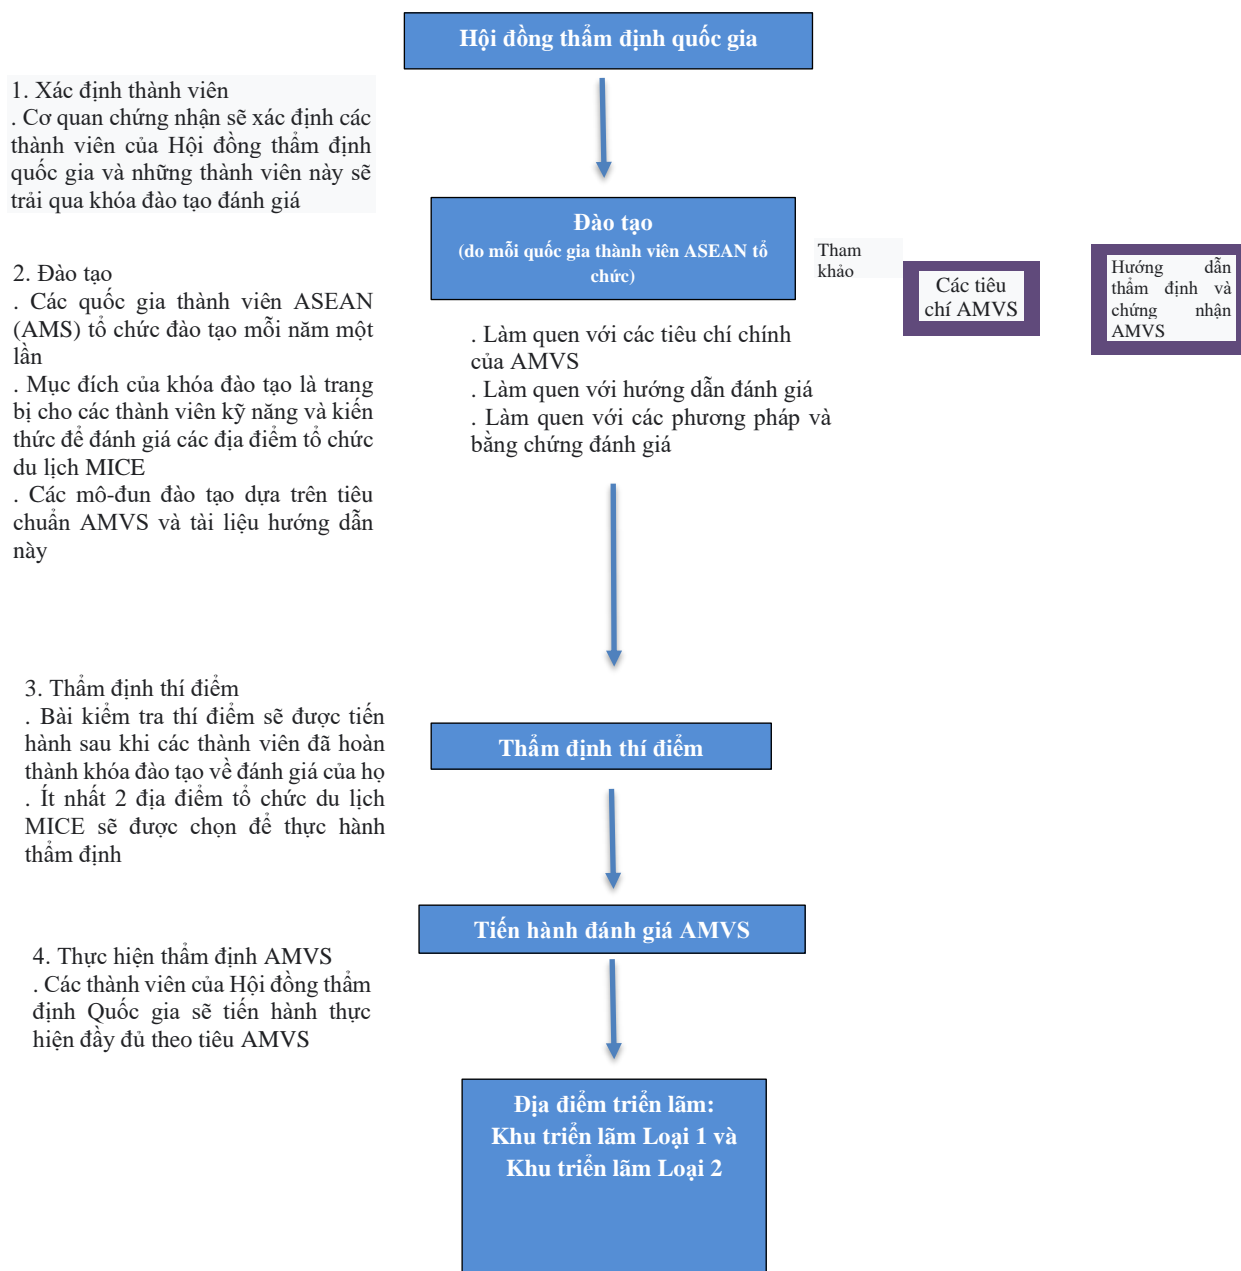 Hội đồng thẩm định quốc gia
1. Xác định thành viên
. Cơ quan chứng nhận sẽ xác định các
thành viên của Hội đồng thẩm định
quốc gia và những thành viên này sẽ
trải qua khóa đào tạo đánh giá
Đào tạo
(do mỗi quốc gia thành viên ASEAN tổ
chức)
Tham
khảo
Các tiêu
chí AMVS
Hướng dẫn
thẩm định và
chứng nhận
AMVS
2. Đào tạo
. Các quốc gia thành viên ASEAN
(AMS) tổ chức đào tạo mỗi năm một
lần
. Mục đích của khóa đào tạo là trang
bị cho các thành viên kỹ năng và kiến
thức để đánh giá các địa điểm tổ chức
du lịch MICE
. Các mô-đun đào tạo dựa trên tiêu
chuẩn AMVS và tài liệu hướng dẫn
này
. Làm quen với các tiêu chí chính
của AMVS
. Làm quen với hướng dẫn đánh giá
. Làm quen với các phương pháp và
bằng chứng đánh giá
3. Thẩm định thí điểm
. Bài kiểm tra thí điểm sẽ được tiến
hành sau khi các thành viên đã hoàn
thành khóa đào tạo về đánh giá của họ
. Ít nhất 2 địa điểm tổ chức du lịch
MICE sẽ được chọn để thực hành
thẩm định
Thẩm định thí điểm
Tiến hành đánh giá AMVS
4. Thực hiện thẩm định AMVS
. Các thành viên của Hội đồng thẩm
định Quốc gia sẽ tiến hành thực
hiện đầy đủ theo tiêu AMVS
Địa điểm triển lãm:
Khu triển lãm Loại 1 và
Khu triển lãm Loại 2